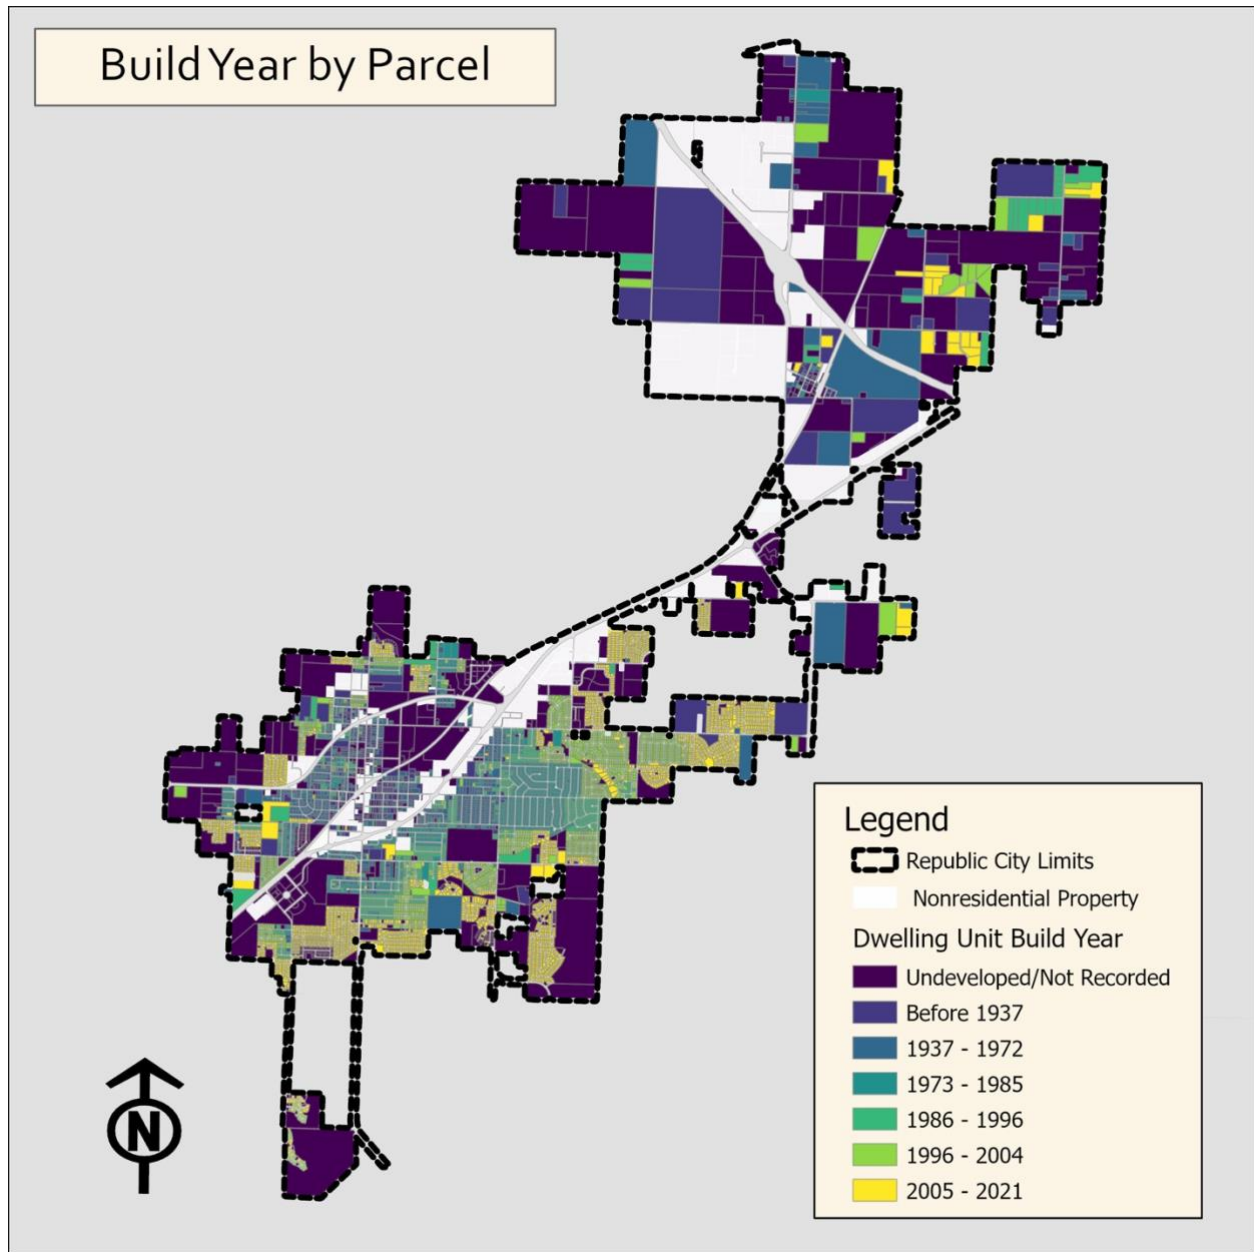 Build Year by Parcel
Legend
Republic City Limits
Nonresidential Property
Dwelling Unit Build Year
Undeveloped/Not Recorded
Before 1937
1937 - 1972
1973 - 1985
1986 - 1996
1996 - 2004
2005 - 2021
N